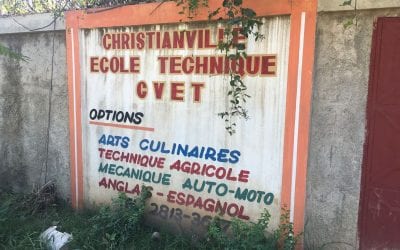 CHRISTIANVILLE
ECOLE TECHNIQUE
CVET
OPTIONS
ARTS CULINAIRES
TECHNIQUE AGRICOLE
MECANIQUE AUTO-MOTO
ANGLAIS - ESPAGNOL